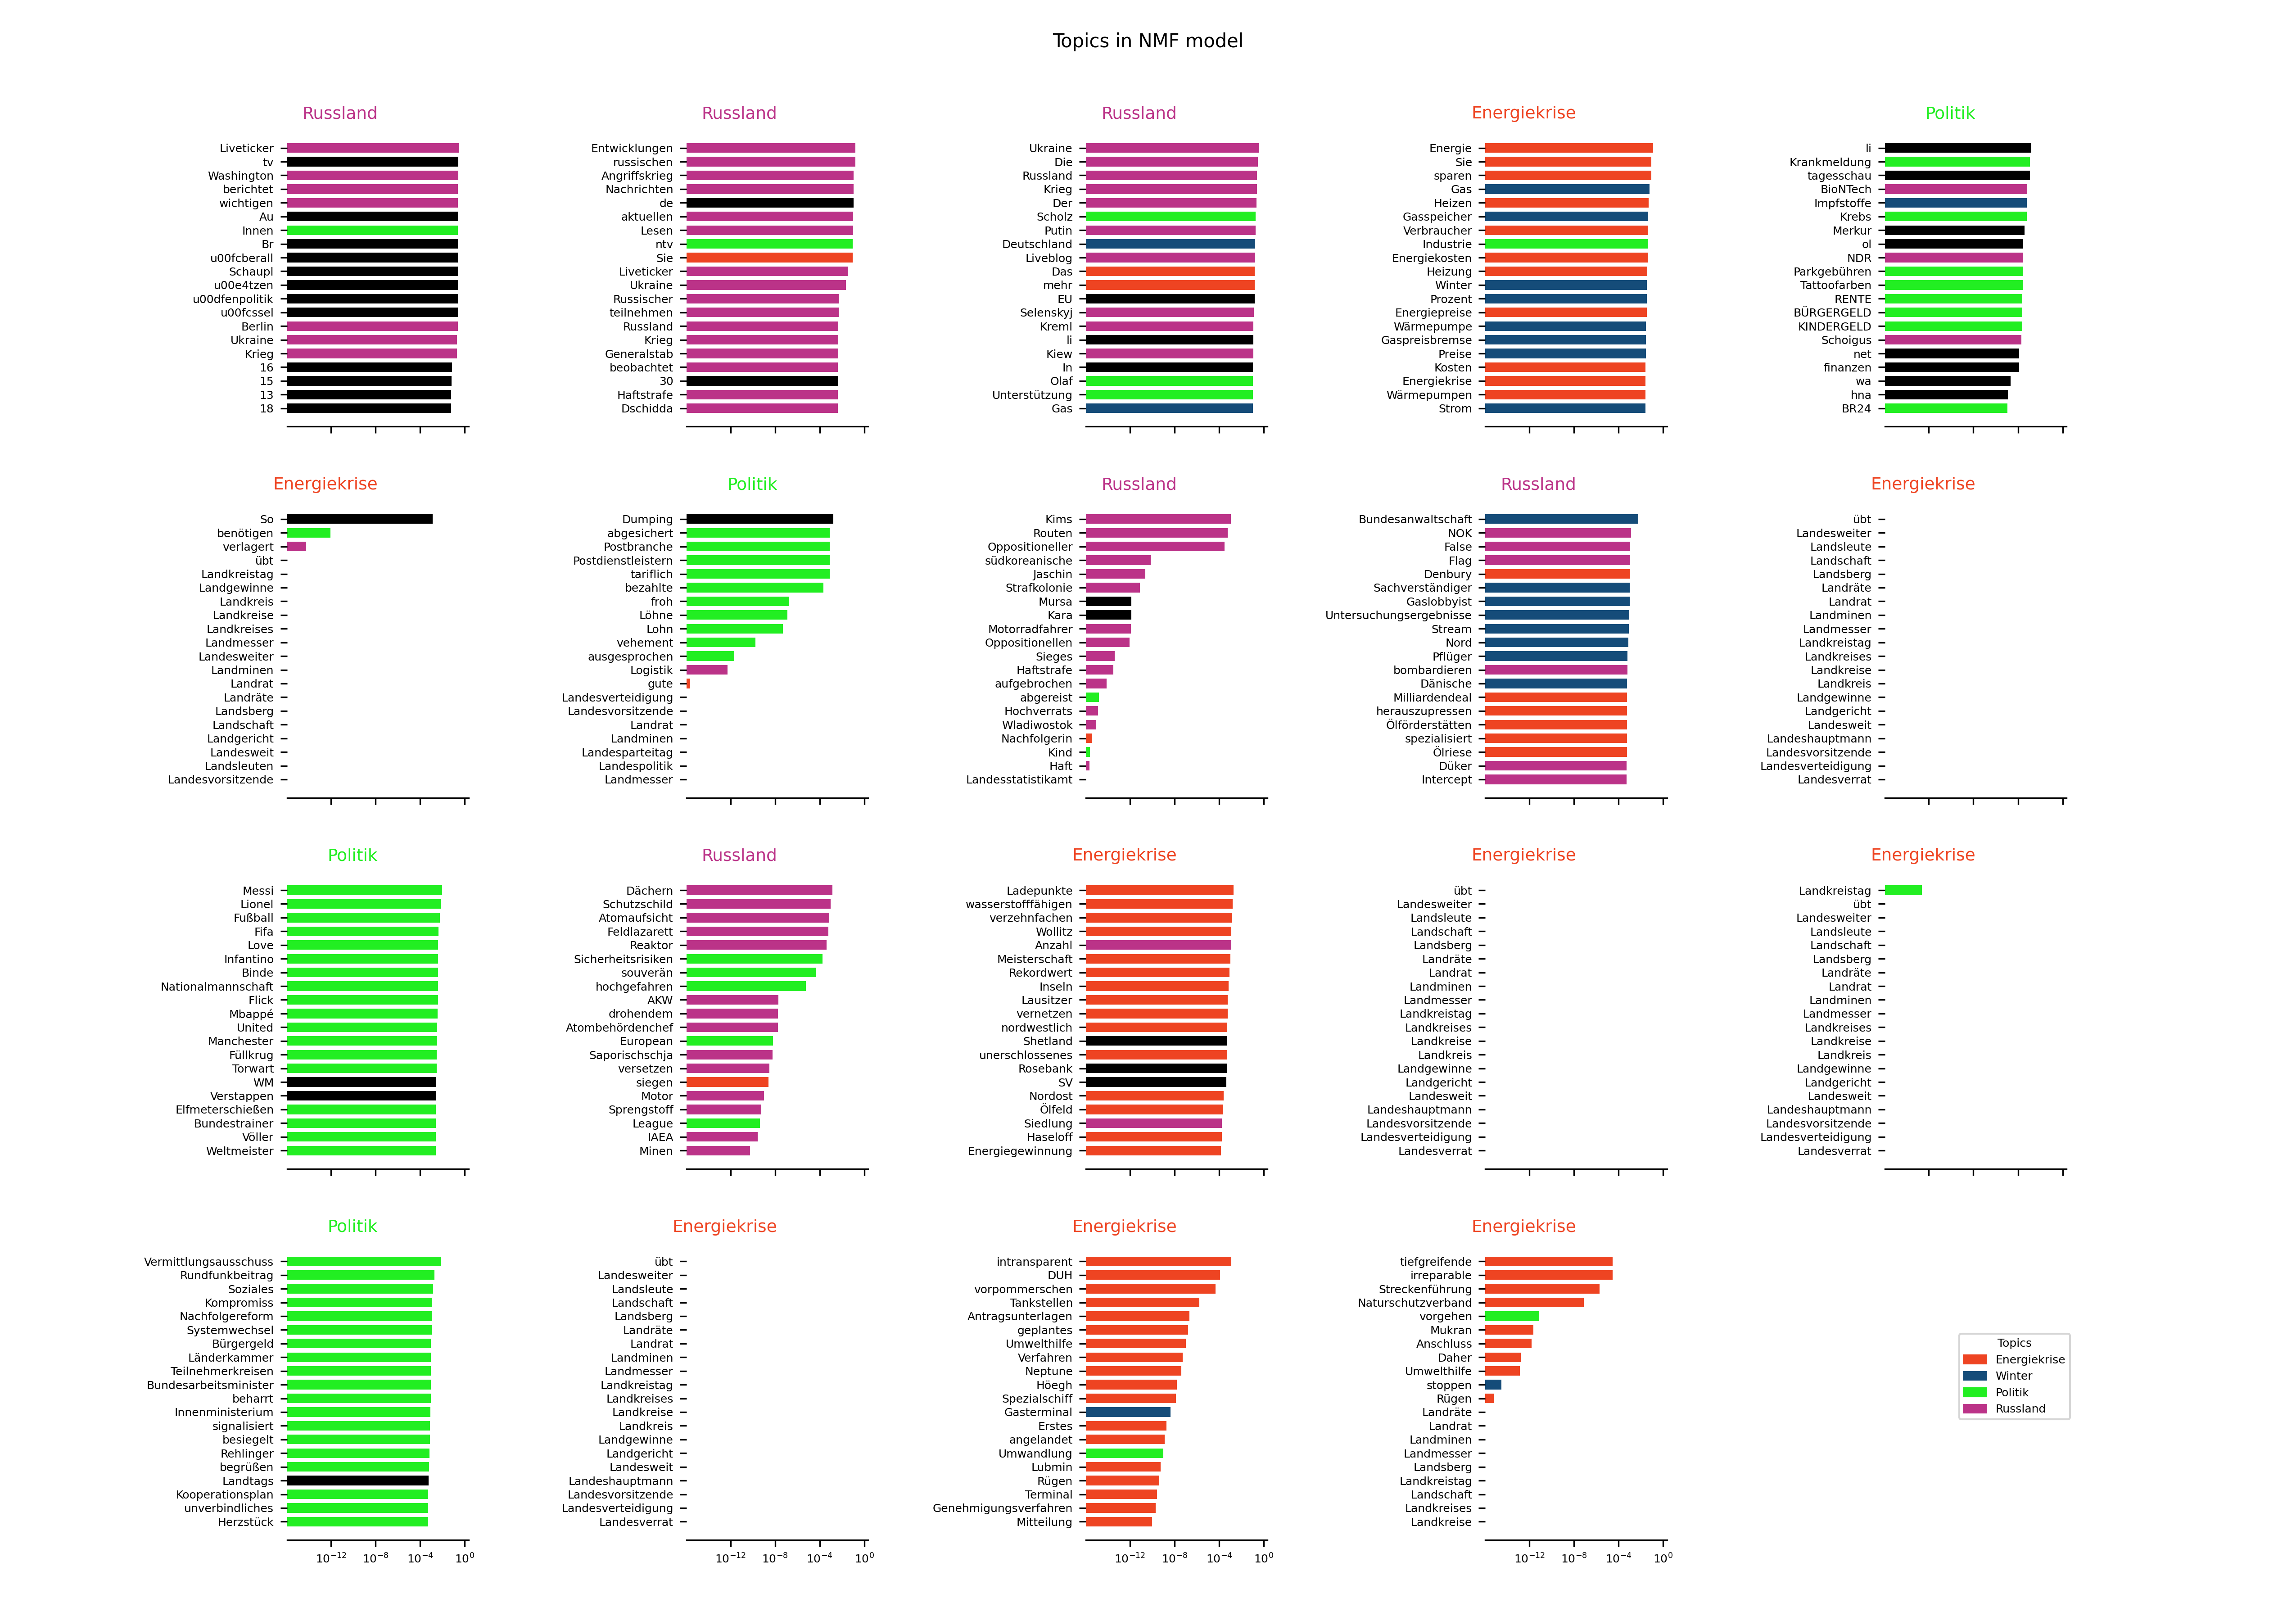 Topics in NMF model
Russland
Liveticker
tv
Washington
berichtet
wichtigen
Au
Innen
Br
u00fcberall
Schaupl
u00e4tzen
u00dfenpolitik
u00fcssel
Berlin
Ukraine
Krieg
16
15
13
18
Russland
Entwicklungen
russischen
Angriffskrieg
Nachrichten
de
aktuellen
Lesen
ntv
Sie
Liveticker
Ukraine
Russischer
teilnehmen
Russland
Krieg
Generalstab
beobachtet
30
Haftstrafe
Dschidda
Russland
Ukraine
Die
Russland
Krieg
Der
Scholz
Putin
Deutschland
Liveblog
Das
mehr
EU
Selenskyj
Kreml
li
Kiew
In
Olaf
Unterstützung
Gas
Energiekrise
Energie
Sie
sparen
Gas
Heizen
Gasspeicher
Verbraucher
Industrie
Energiekosten
Heizung
Winter
Prozent
Energiepreise
Wärmepumpe
Gaspreisbremse
Preise
Kosten
Energiekrise
Wärmepumpen
Strom
Politik
li
Krankmeldung
tagesschau
BioNTech
Impfstoffe
Krebs
Merkur
ol
NDR
Parkgebühren
Tattoofarben
RENTE
BÜRGERGELD
KINDERGELD
Schoigus
net
finanzen
wa
hna
BR24
Energiekrise
So
benötigen
verlagert
übt
Landkreistag
Landgewinne
Landkreis
Landkreise
Landkreises
Landmesser
Landesweiter
Landminen
Landrat
Landräte
Landsberg
Landschaft
Landgericht
Landesweit
Landsleuten
Landesvorsitzende
Politik
Dumping
abgesichert
Postbranche
Postdienstleistern
tariflich
bezahlte
froh
Löhne
Lohn
vehement
ausgesprochen
Logistik
gute
Landesverteidigung
Landesvorsitzende
Landrat
Landminen
Landesparteitag
Landespolitik
Landmesser
Russland
Kims
Routen
Oppositioneller
südkoreanische
Jaschin
Strafkolonie
Mursa
Kara
Motorradfahrer
Oppositionellen
Sieges
Haftstrafe
aufgebrochen
abgereist
Hochverrats
Wladiwostok
Nachfolgerin
Kind
Haft
Landesstatistikamt
Russland
Bundesanwaltschaft
NOK
False
Flag
Denbury
Sachverständiger
Gaslobbyist
Untersuchungsergebnisse
Stream
Nord
Pflüger
bombardieren
Dänische
Milliardendeal
herauszupressen
Ölförderstätten
spezialisiert
Ölriese
Düker
Intercept
Energiekrise
übt
Landesweiter
Landsleute
Landschaft
Landsberg
Landräte
Landrat
Landminen
Landmesser
Landkreistag
Landkreises
Landkreise
Landkreis
Landgewinne
Landgericht
Landesweit
Landeshauptmann
Landesvorsitzende
Landesverteidigung
Landesverrat
Politik
Messi
Lionel
Fußball
Fifa
Love
Infantino
Binde
Nationalmannschaft
Flick
Mbappé
United
Manchester
Füllkrug
Torwart
WM
Verstappen
Elfmeterschießen
Bundestrainer
Völler
Weltmeister
Russland
Dächern
Schutzschild
Atomaufsicht
Feldlazarett
Reaktor
Sicherheitsrisiken
souverän
hochgefahren
AKW
drohendem
Atombehördenchef
European
Saporischschja
versetzen
siegen
Motor
Sprengstoff
League
IAEA
Minen
Energiekrise
Ladepunkte
wasserstofffähigen
verzehnfachen
Wollitz
Anzahl
Meisterschaft
Rekordwert
Inseln
Lausitzer
vernetzen
nordwestlich
Shetland
unerschlossenes
Rosebank
SV
Nordost
Ölfeld
Siedlung
Haseloff
Energiegewinnung
Energiekrise
übt
Landesweiter
Landsleute
Landschaft
Landsberg
Landräte
Landrat
Landminen
Landmesser
Landkreistag
Landkreises
Landkreise
Landkreis
Landgewinne
Landgericht
Landesweit
Landeshauptmann
Landesvorsitzende
Landesverteidigung
Landesverrat
Energiekrise
Landkreistag
übt
Landesweiter
Landsleute
Landschaft
Landsberg
Landräte
Landrat
Landminen
Landmesser
Landkreises
Landkreise
Landkreis
Landgewinne
Landgericht
Landesweit
Landeshauptmann
Landesvorsitzende
Landesverteidigung
Landesverrat
Politik
Vermittlungsausschuss
Rundfunkbeitrag
Soziales
Kompromiss
Nachfolgereform
Systemwechsel
Bürgergeld
Länderkammer
Teilnehmerkreisen
Bundesarbeitsminister
beharrt
Innenministerium
signalisiert
besiegelt
Rehlinger
begrüßen
Landtags
Kooperationsplan
unverbindliches
Herzstück
10⁻¹² 10⁻⁸ 10⁻⁴ 10⁰
Energiekrise
übt
Landesweiter
Landsleute
Landschaft
Landsberg
Landräte
Landrat
Landminen
Landmesser
Landkreistag
Landkreises
Landkreise
Landkreis
Landgewinne
Landgericht
Landesweit
Landeshauptmann
Landesvorsitzende
Landesverteidigung
Landesverrat
10⁻¹² 10⁻⁸ 10⁻⁴ 10⁰
Energiekrise
intransparent
DUH
vorpommerschen
Tankstellen
Antragsunterlagen
geplantes
Umwelthilfe
Verfahren
Neptune
Höegh
Spezialschiff
Gasterminal
Erstes
angelandet
Umwandlung
Lubmin
Rügen
Terminal
Genehmigungsverfahren
Mitteilung
10⁻¹² 10⁻⁸ 10⁻⁴ 10⁰
Energiekrise
tiefgreifende
irreparable
Streckenführung
Naturschutzverband
vorgehen
Mukran
Anschluss
Daher
Umwelthilfe
stoppen
Rügen
Landräte
Landrat
Landminen
Landmesser
Landsberg
Landkreistag
Landschaft
Landkreises
Landkreise
10⁻¹² 10⁻⁸ 10⁻⁴ 10⁰
Topics
Energiekrise
Winter
Politik
Russland